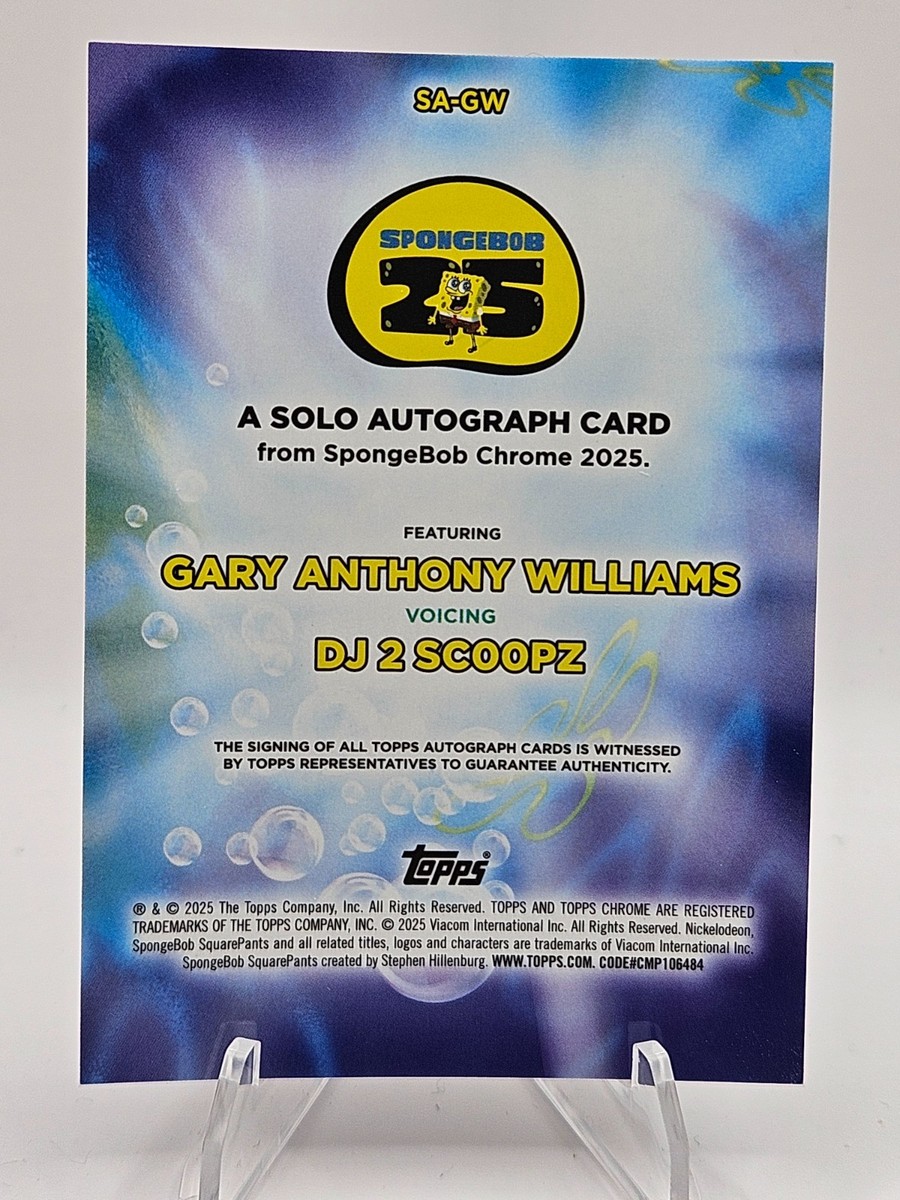 SA-GW
SPONGEBOB
25
A SOLO AUTOGRAPH CARD
from SpongeBob Chrome 2025.
FEATURING
GARY ANTHONY WILLIAMS
VOICING
DJ 2 SC00PZ
THE SIGNING OF ALL TOPPS AUTOGRAPH CARDS IS WITNESSED
BY TOPPS REPRESENTATIVES TO GUARANTEE AUTHENTICITY.
topps®
® & © 2025 The Topps Company, Inc. All Rights Reserved. TOPPS AND TOPPS CHROME ARE REGISTERED
TRADEMARKS OF THE TOPPS COMPANY, INC. © 2025 Viacom International Inc. All Rights Reserved. Nickelodeon,
SpongeBob SquarePants and all related titles, logos and characters are trademarks of Viacom International Inc.
SpongeBob SquarePants created by Stephen Hillenburg. WWW.TOPPS.COM. CODE#CMP106484